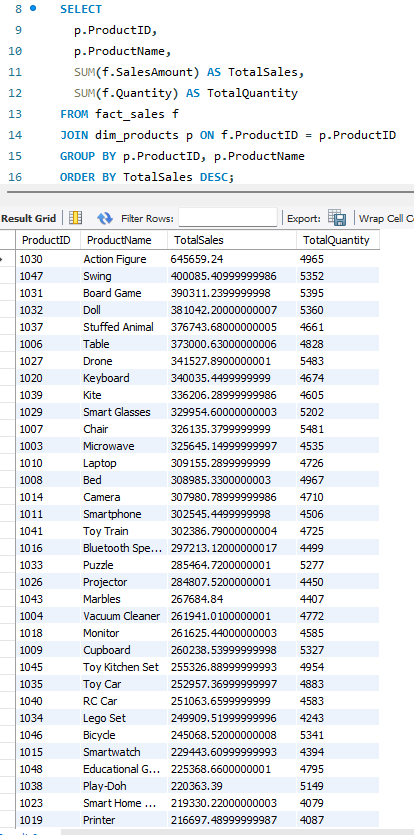 8 SELECT
9 p.ProductID,
10 p.ProductName,
11 SUM(f.SalesAmount) AS TotalSales,
12 SUM(f.Quantity) AS TotalQuantity
13 FROM fact_sales f
14 JOIN dim_products p ON f.ProductID = p.ProductID
15 GROUP BY p.ProductID, p.ProductName
16 ORDER BY TotalSales DESC;
Result Grid Filter Rows: Export: Wrap Cell C
ProductID ProductName TotalSales TotalQuantity
1030 Action Figure 645659.24 4965
1047 Swing 400085.40999999986 5352
1031 Board Game 390311.2399999998 5395
1032 Doll 381042.20000000007 5360
1037 Stuffed Animal 376743.68000000005 4661
1006 Table 373000.63000000006 4828
1027 Drone 341527.8900000001 5483
1020 Keyboard 340035.4499999999 4674
1039 Kite 336206.28999999986 4605
1029 Smart Glasses 329954.60000000003 5202
1007 Chair 326135.3799999999 5481
1003 Microwave 325645.14999999997 4535
1010 Laptop 309155.2899999999 4726
1008 Bed 308985.3300000003 4967
1014 Camera 307980.78999999986 4710
1011 Smartphone 302545.4499999998 4506
1041 Toy Train 302386.79000000004 4725
1016 Bluetooth Spe... 297213.12000000017 4499
1033 Puzzle 285464.7200000001 5277
1026 Projector 284807.5200000001 4450
1043 Marbles 267684.84 4407
1004 Vacuum Cleaner 261941.0100000001 4772
1018 Monitor 261625.44000000003 4585
1009 Cupboard 260238.53999999998 5327
1045 Toy Kitchen Set 255326.88999999993 4954
1035 Toy Car 252957.36999999997 4883
1040 RC Car 251063.6599999999 4583
1034 Lego Set 249909.51999999996 4243
1046 Bicycle 245068.52000000008 5341
1015 Smartwatch 229443.60999999993 4394
1048 Educational G... 225368.6600000001 4795
1038 Play-Doh 220363.39 5149
1023 Smart Home ... 219330.22000000003 4079
1019 Printer 216697.48999999987 4087